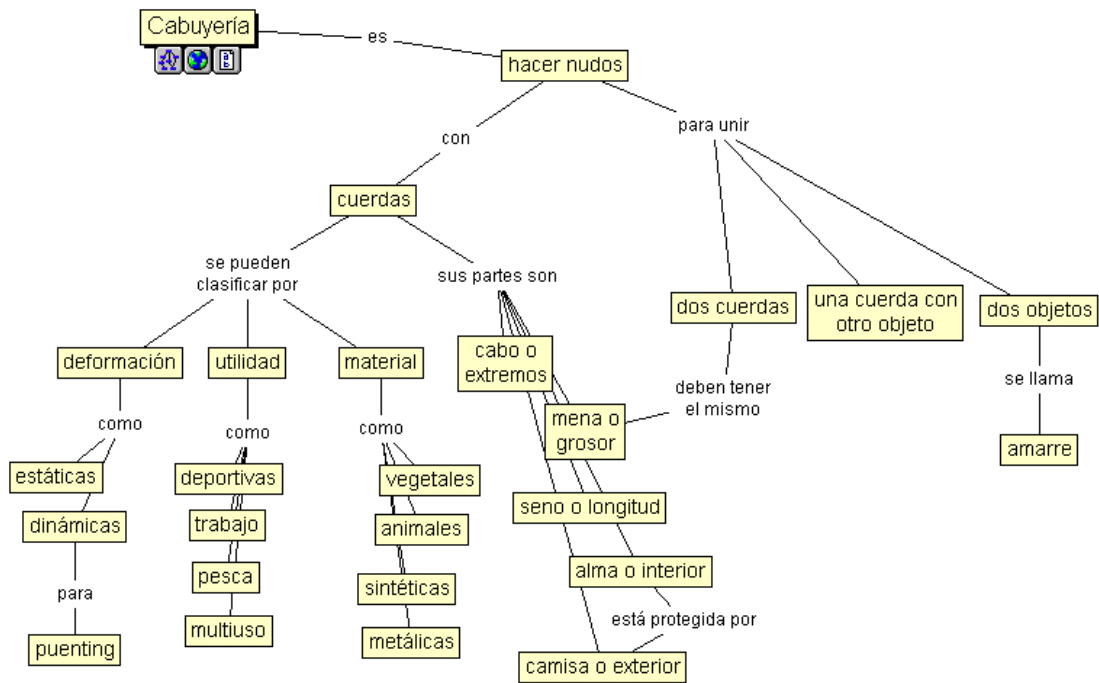 Cabuyería
es
hacer nudos
con
para unir
cuerdas
se pueden
clasificar por
sus partes son
dos cuerdas
una cuerda con
otro objeto
dos objetos
deformación
utilidad
material
cabo o
extremos
deben tener
el mismo
se llama
como
como
como
mena o
grosor
amarre
estáticas
deportivas
vegetales
seno o longitud
dinámicas
trabajo
animales
pesca
sintéticas
alma o interior
para
está protegida por
puenting
multiuso
metálicas
camisa o exterior